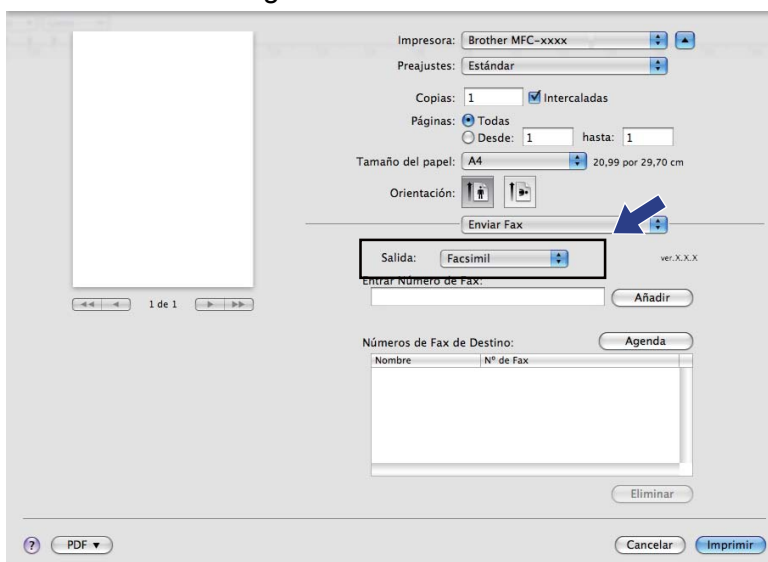 Impresora: Brother MFC-xxxx
Preajustes: Estándar
Copias: 1 Intercaladas
Páginas: Todas
Desde: 1 hasta: 1
Tamaño del papel: A4 20,99 por 29,70 cm
Orientación:
Enviar Fax
Salida: Facsimil ver.X.X.X
Entrar Número de Fax:
Añadir
1 de 1
Números de Fax de Destino: Agenda
Nombre Nº de Fax
Eliminar
? PDF Cancelar Imprimir